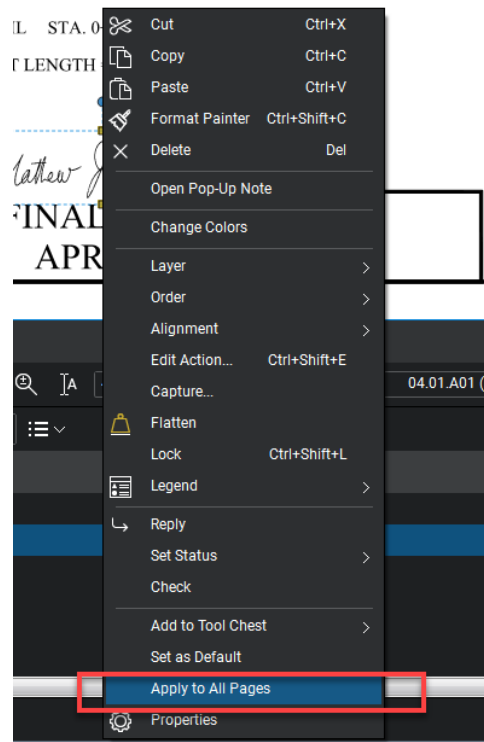 IL STA. 0
T LENGTH
Mathew J
FINAL
APR
Cut Ctrl+X
Copy Ctrl+C
Paste Ctrl+V
Format Painter Ctrl+Shift+C
Delete Del
Open Pop-Up Note
Change Colors
Layer
Order
Alignment
Edit Action... Ctrl+Shift+E
Capture...
04.01.A01 (
Flatten
Lock Ctrl+Shift+L
Legend
Reply
Set Status
Check
Add to Tool Chest
Set as Default
Apply to All Pages
Properties